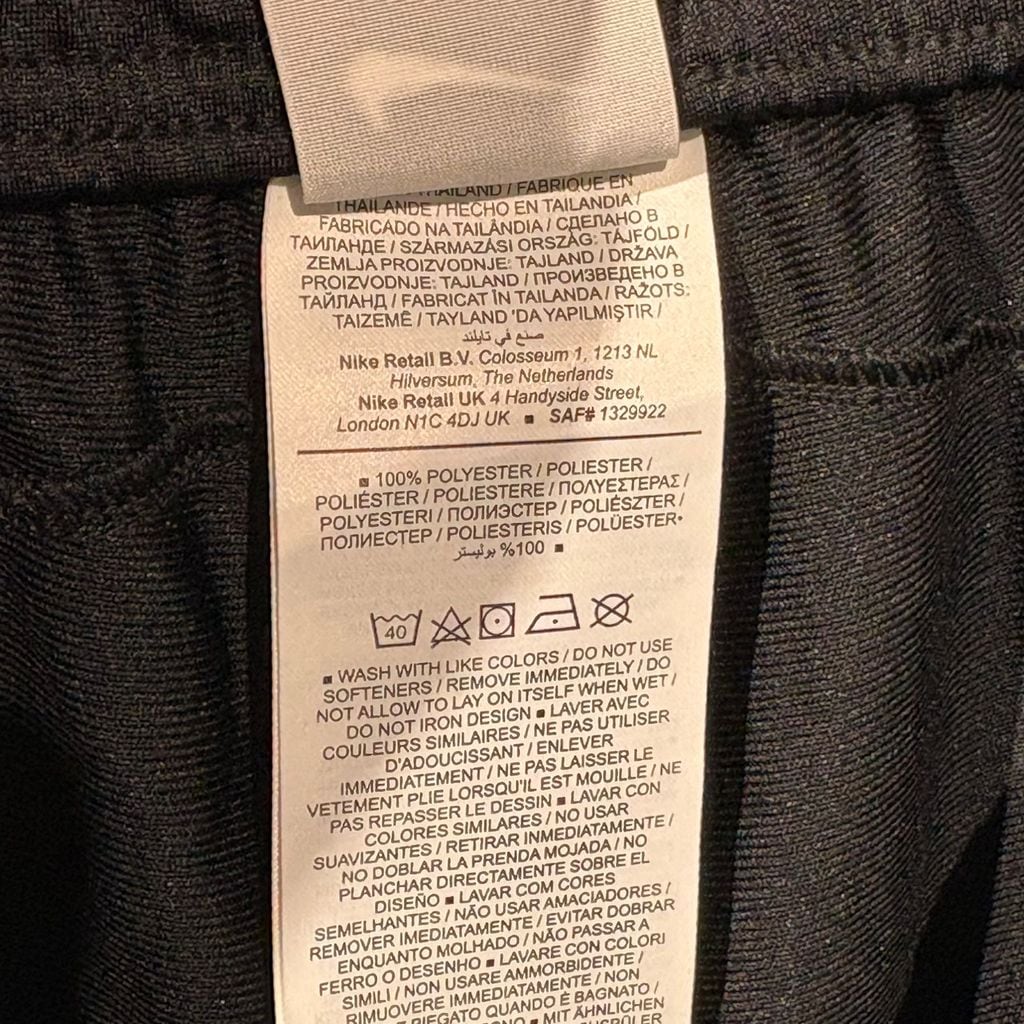 THAILAND / FABRIQUE EN
THAILANDE / HECHO EN TAILANDIA /
FABRICADO NA TAILÂNDIA / СДЕЛАНО В
ТАИЛАНДЕ / SZÁRMAZÁSI ORSZÁG: TÁJFÖLD /
ZEMLJA PROIZVODNJE: TAJLAND / DRŽAVA
PROIZVODNJE: TAJLAND / ПРОИЗВЕДЕНО В
ТАЙЛАНД / FABRICAT ÎN TAILANDA / RAŽOTS:
TAIZEMĒ / TAYLAND 'DA YAPILMIŞTIR /
صنع في تايلند
Nike Retail B.V. Colosseum 1, 1213 NL
Hilversum, The Netherlands
Nike Retail UK 4 Handyside Street,
London N1C 4DJ UK ■ SAF# 1329922
100% POLYESTER / POLIESTER /
POLIÉSTER / POLIESTERE / ΠΟΛΥΕΣΤΕΡΑΣ /
POLYESTERI / ПОЛИЭСТЕР / POLIÉSZTER /
ПОЛИЕСТЕР / POLIESTERIS / POLÜESTER•
100% بوليستر ■
40
■ WASH WITH LIKE COLORS / DO NOT USE
SOFTENERS / REMOVE IMMEDIATELY / DO
NOT ALLOW TO LAY ON ITSELF WHEN WET /
DO NOT IRON DESIGN ■ LAVER AVEC
COULEURS SIMILAIRES / NE PAS UTILISER
D'ADOUCISSANT / ENLEVER
IMMEDIATEMENT / NE PAS LAISSER LE
VETEMENT PLIE LORSQU'IL EST MOUILLE / NE
PAS REPASSER LE DESSIN ■ LAVAR CON
COLORES SIMILARES / NO USAR
SUAVIZANTES / RETIRAR INMEDIATAMENTE /
NO DOBLAR LA PRENDA MOJADA / NO
PLANCHAR DIRECTAMENTE SOBRE EL
DISEÑO ■ LAVAR COM CORES
SEMELHANTES / NÃO USAR AMACIADORES /
REMOVER IMEDIATAMENTE / EVITAR DOBRAR
ENQUANTO MOLHADO / NÃO PASSAR A
FERRO O DESENHO ■ LAVARE CON COLORI
SIMILI / NON USARE AMMORBIDENTE /
RIMUOVERE IMMEDIATAMENTE / NON
PIEGATO QUANDO È BAGNATO /
■ MIT ÄHNLICHEN